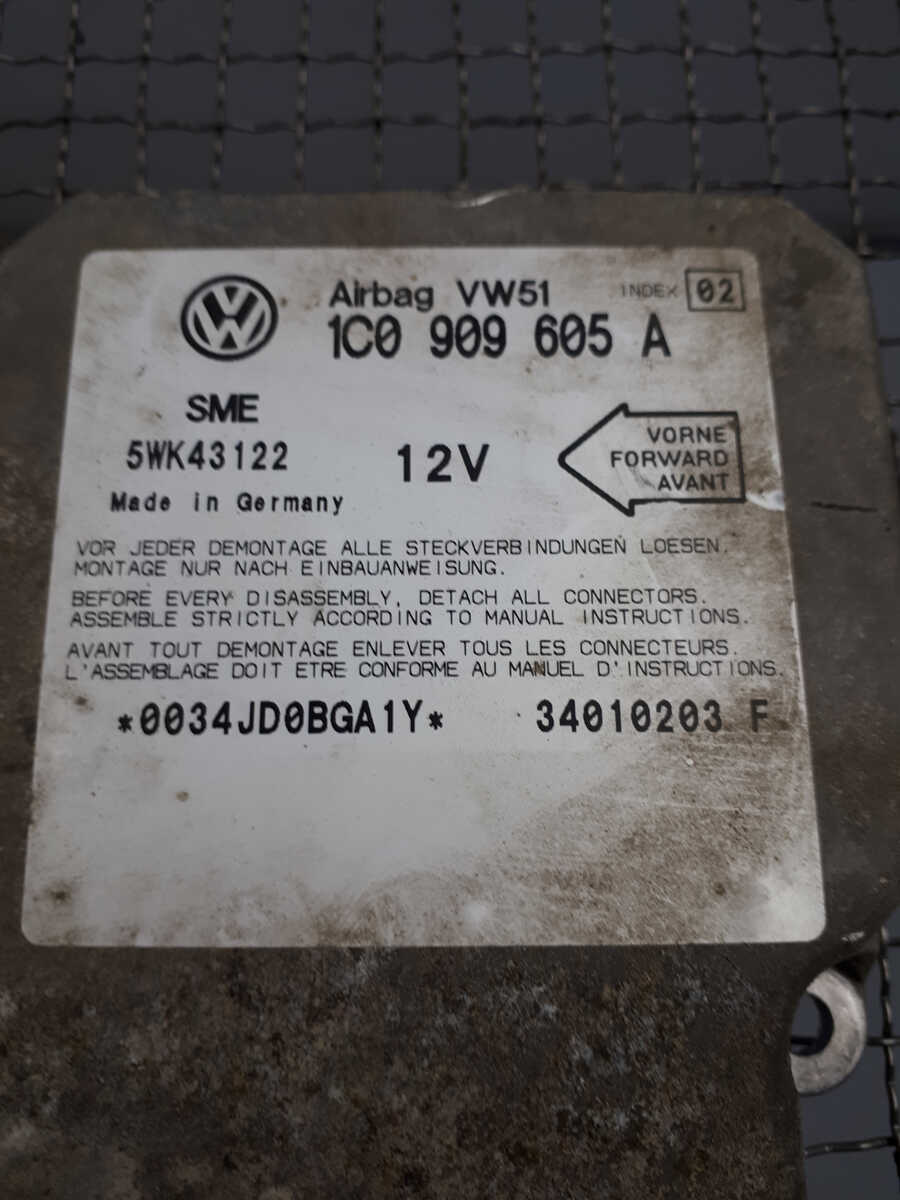 Airbag VW51 INDEX 02
1C0 909 605 A
SME
5WK43122
12V
VORNE
FORWARD
AVANT
Made in Germany
VOR JEDER DEMONTAGE ALLE STECKVERBINDUNGEN LOESEN.
MONTAGE NUR NACH EINBAUANWEISUNG.
BEFORE EVERY DISASSEMBLY, DETACH ALL CONNECTORS.
ASSEMBLE STRICTLY ACCORDING TO MANUAL INSTRUCTIONS.
AVANT TOUT DEMONTAGE ENLEVER TOUS LES CONNECTEURS.
L'ASSEMBLAGE DOIT ETRE CONFORME AU MANUEL D'INSTRUCTIONS.
*0034JD0BGA1Y* 34010203 F